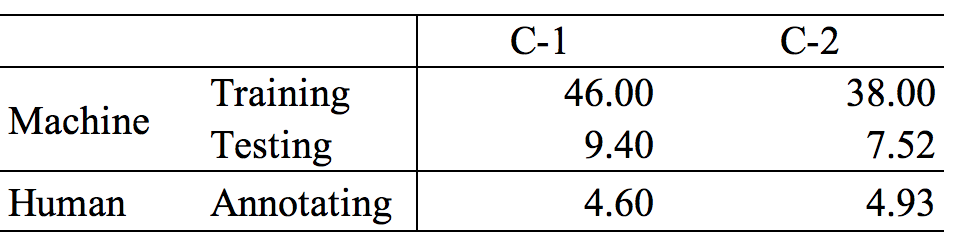 C-1 C-2
Machine Training 46.00 38.00
Testing 9.40 7.52
Human Annotating 4.60 4.93